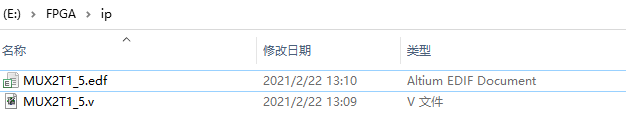 (E:) > FPGA > ip
名称 修改日期 类型
MUX2T1_5.edf 2021/2/22 13:10 Altium EDIF Document
MUX2T1_5.v 2021/2/22 13:09 V 文件